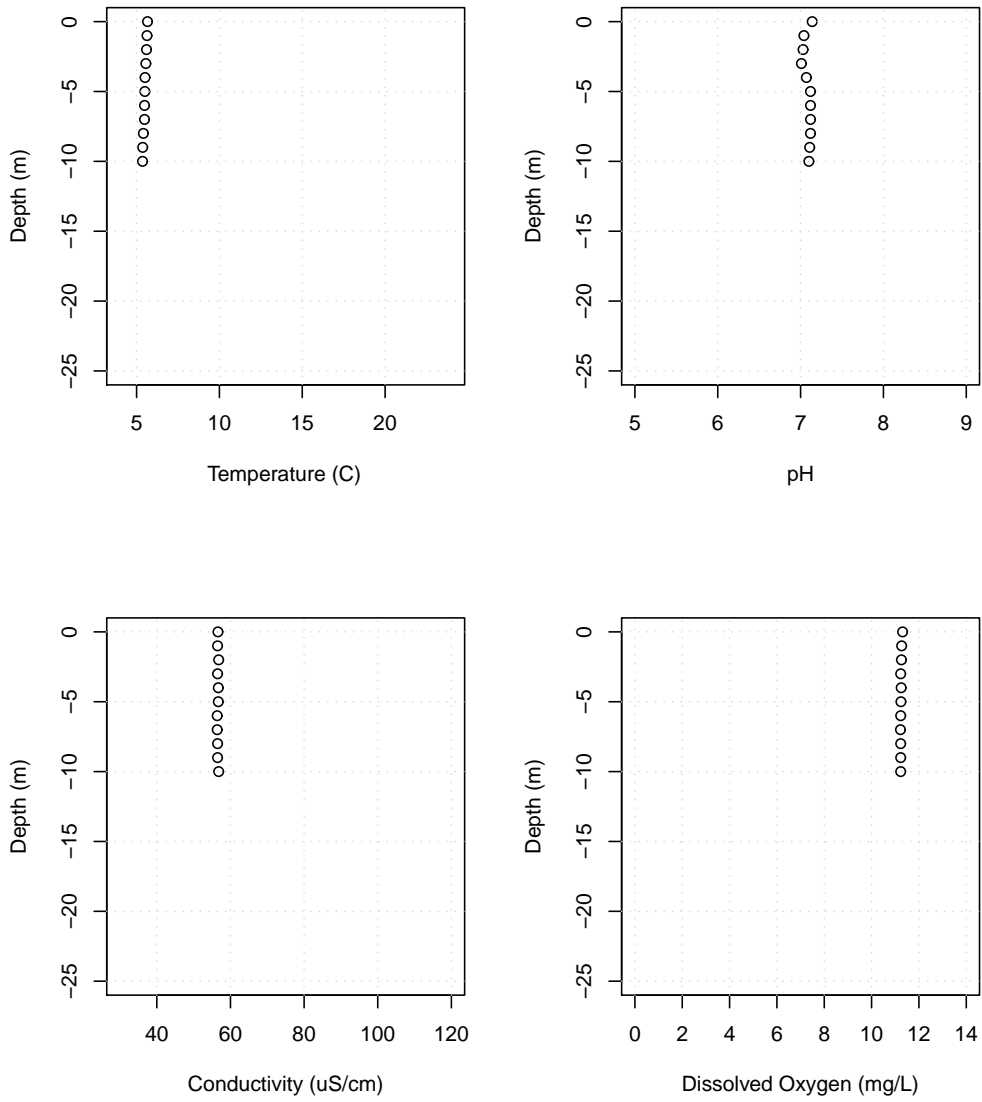 0
−5
−10
−15
−20
−25
Depth (m)
5 10 15 20
Temperature (C)
0
−5
−10
−15
−20
−25
Depth (m)
5 6 7 8 9
pH
0
−5
−10
−15
−20
−25
Depth (m)
40 60 80 100 120
Conductivity (uS/cm)
0
−5
−10
−15
−20
−25
Depth (m)
0 2 4 6 8 10 12 14
Dissolved Oxygen (mg/L)